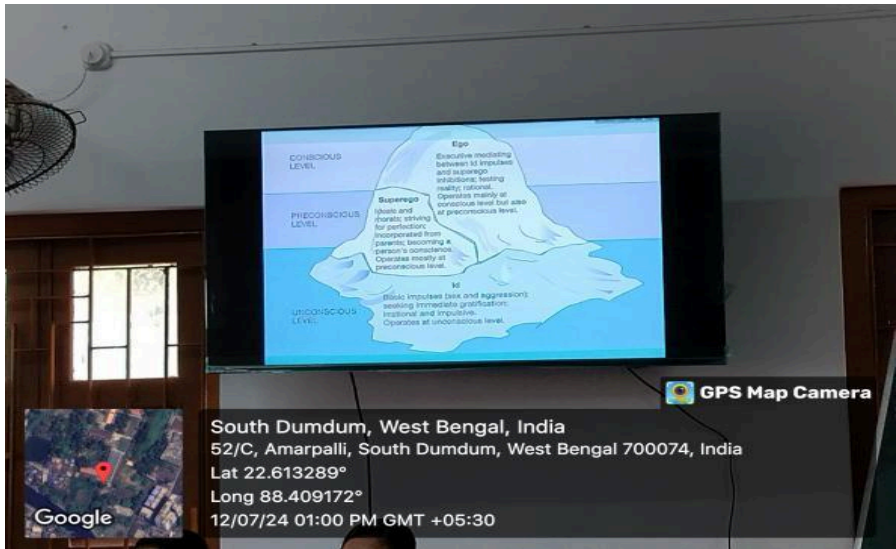 CONSCIOUS
LEVEL
Ego
Executive mediating
between id impulses
and superego
inhibitions; testing
reality; rational.
Operates mainly at
conscious level but also
at preconscious level.
PRECONSCIOUS
LEVEL
Superego
Ideals and
morals; striving
for perfection;
incorporated from
parents; becoming a
person's conscience.
Operates mostly at
preconscious level.
Id
Basic impulses (sex and aggression);
seeking immediate gratification;
irrational and impulsive.
Operates at unconscious level.
UNCONSCIOUS
LEVEL
GPS Map Camera
South Dumdum, West Bengal, India
52/C, Amarpalli, South Dumdum, West Bengal 700074, India
Lat 22.613289°
Long 88.409172°
12/07/24 01:00 PM GMT +05:30
Google